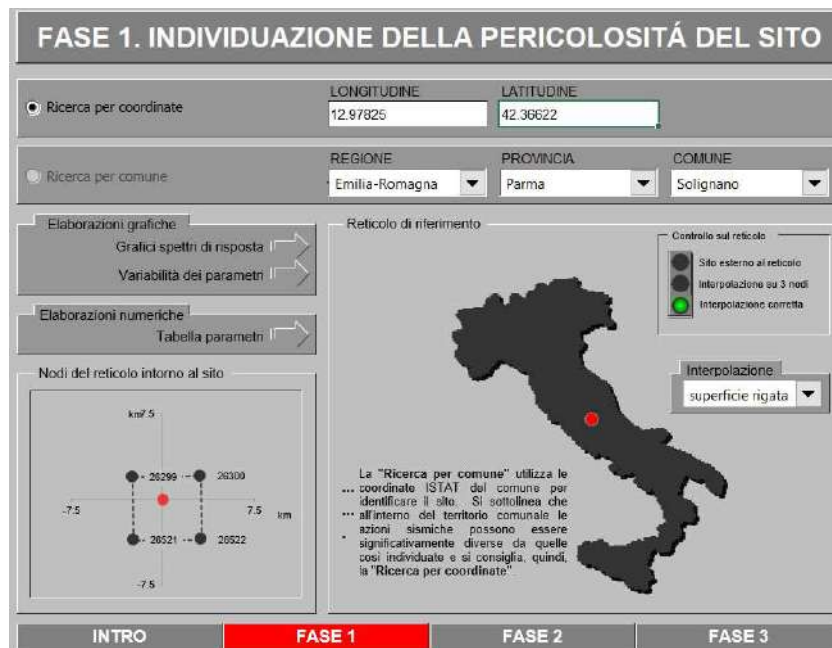 FASE 1. INDIVIDUAZIONE DELLA PERICOLOSITÁ DEL SITO
LONGITUDINE LATITUDINE
Ricerca per coordinate 12.97825 42.36622
REGIONE PROVINCIA COMUNE
Ricerca per comune Emilia-Romagna Parma Solignano
Elaborazioni grafiche
Grafici spettri di risposta
Variabilità dei parametri
Elaborazioni numeriche
Tabella parametri
Nodi del reticolo intorno al sito
km7.5
26299 26300
-7.5 7.5 km
26521 26522
-7.5
Reticolo di riferimento
Controllo sul reticolo
Sito esterno al reticolo
Interpolazione su 3 nodi
Interpolazione corretta
Interpolazione
superficie rigata
La "Ricerca per comune" utilizza le
coordinate ISTAT del comune per
identificare il sito. Si sottolinea che
all'interno del territorio comunale le
azioni sismiche possono essere
significativamente diverse da quelle
così individuate e si consiglia, quindi,
la "Ricerca per coordinate"
INTRO FASE 1 FASE 2 FASE 3